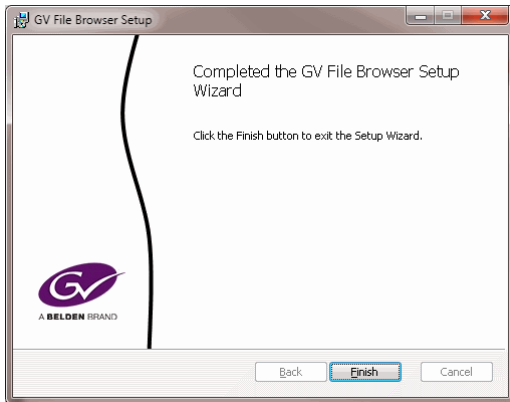 GV File Browser Setup
Completed the GV File Browser Setup
Wizard
Click the Finish button to exit the Setup Wizard.
GV
A BELDEN BRAND
Back
Finish
Cancel